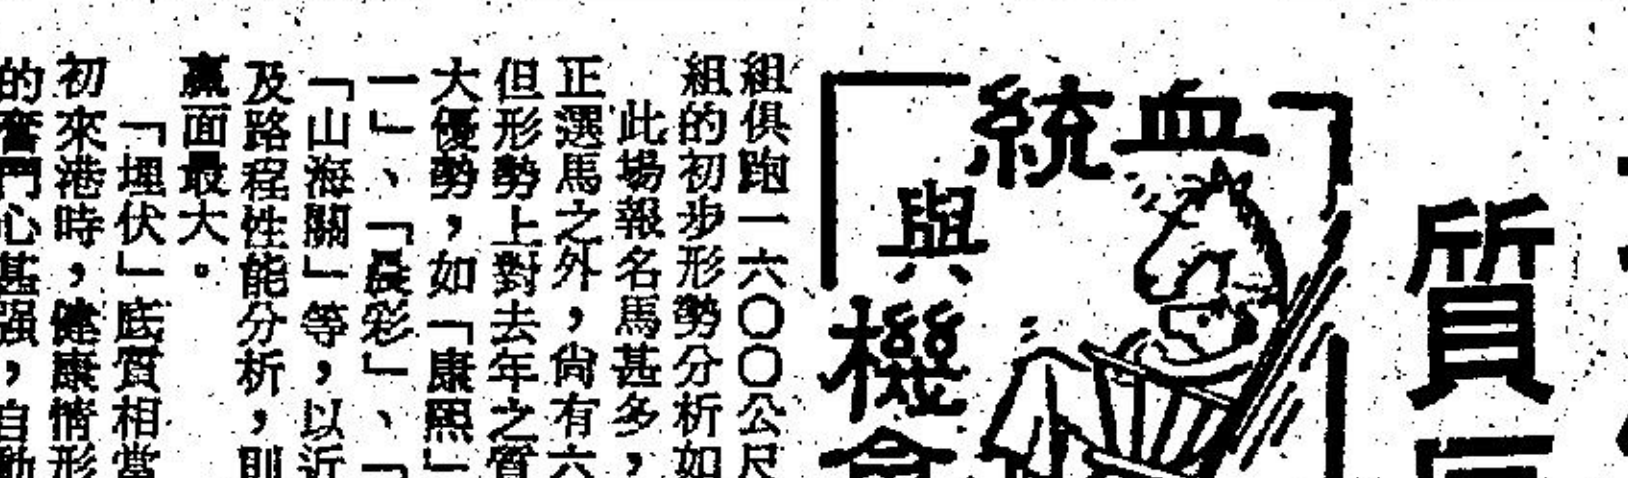 質
血統
與
機會
組俱跑一六〇〇公尺
組的初步形勢分析如
此場報名馬甚多，
正選馬之外，尙有六
但形勢上對去年之質
大優勢，如「康熙」
一」、「晨彩」、「
「山海關」等，以近
及路程性能分析，則
贏面最大。
「埋伏」底質相當
初來港時，健康情形
的奮鬥心甚强，自動